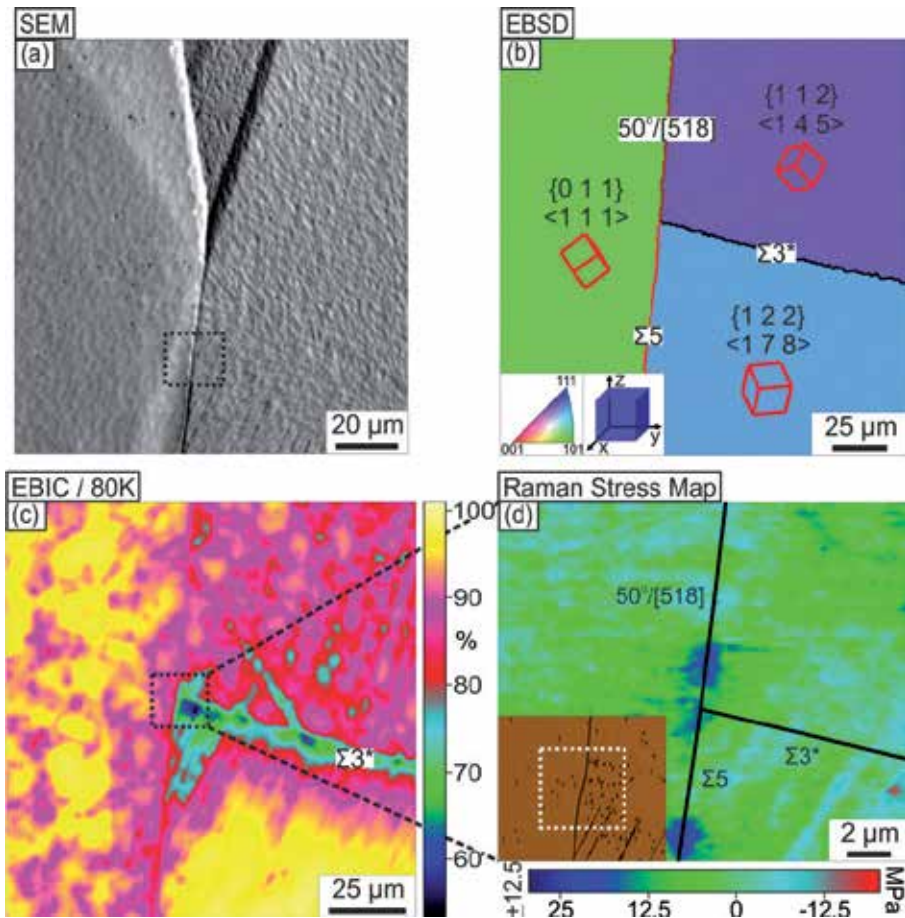 SEM
(a)
20 µm
EBSD
(b)
{1 1 2}
<1 4 5>
50°/[518]
{0 1 1}
<1 1 1>
Σ3*
{1 2 2}
<1 7 8>
Σ5
111
001
101
z
y
x
25 µm
EBIC / 80K
(c)
100
90
%
80
70
60
Σ3*
25 µm
Raman Stress Map
(d)
50°/[518]
Σ5
Σ3*
2 µm
±12.5
25
12.5
0
-12.5
MPa